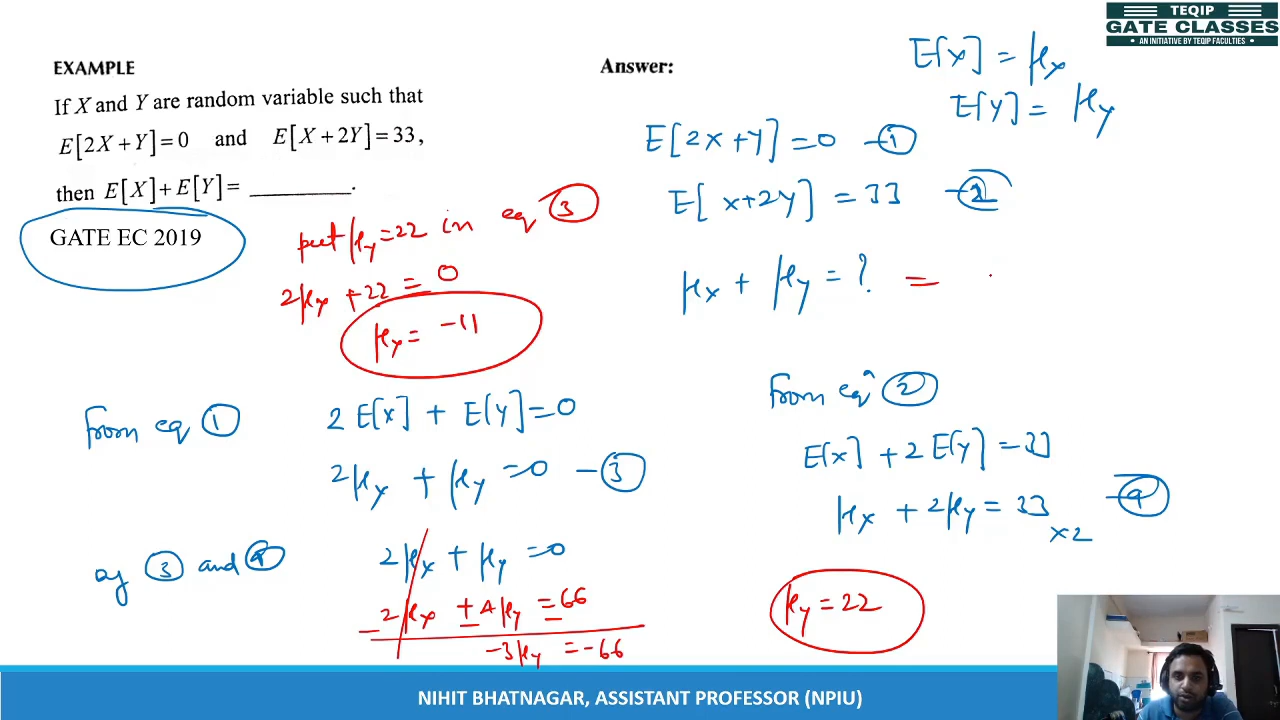 TEQIP
GATE CLASSES
- AN INITIATIVE BY TEQIP FACULTIES -
EXAMPLE
If X and Y are random variable such that
E[2X+Y]=0 and E[X+2Y]=33,
then E[X]+E[Y]= ________.
GATE EC 2019
put μy=22 in eq ③
2μx +22 = 0
μx = -11
Answer:
E[X] = μx
E[Y] = μy
E[2X+Y]=0 -①
E[X+2Y] = 33 -②
μx + μy = ? =
from eq ①
2 E[X] + E[Y]=0
2μx + μy =0 -③
eq ③ and ④
2μx + μy =0
2μx +4μy =66
-3μy = -66
from eqn ②
E[X] +2 E[Y] =33
μx + 2μy = 33 -④
×2
μy = 22
NIHIT BHATNAGAR, ASSISTANT PROFESSOR (NPIU)